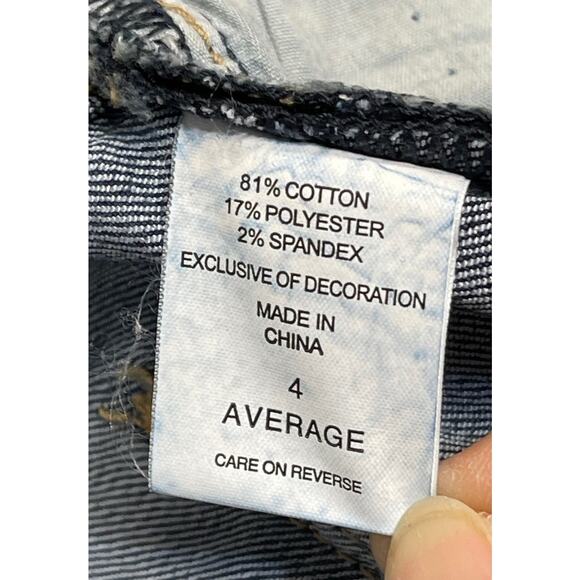 81% COTTON
17% POLYESTER
2% SPANDEX
EXCLUSIVE OF DECORATION
MADE IN
CHINA
4
AVERAGE
CARE ON REVERSE